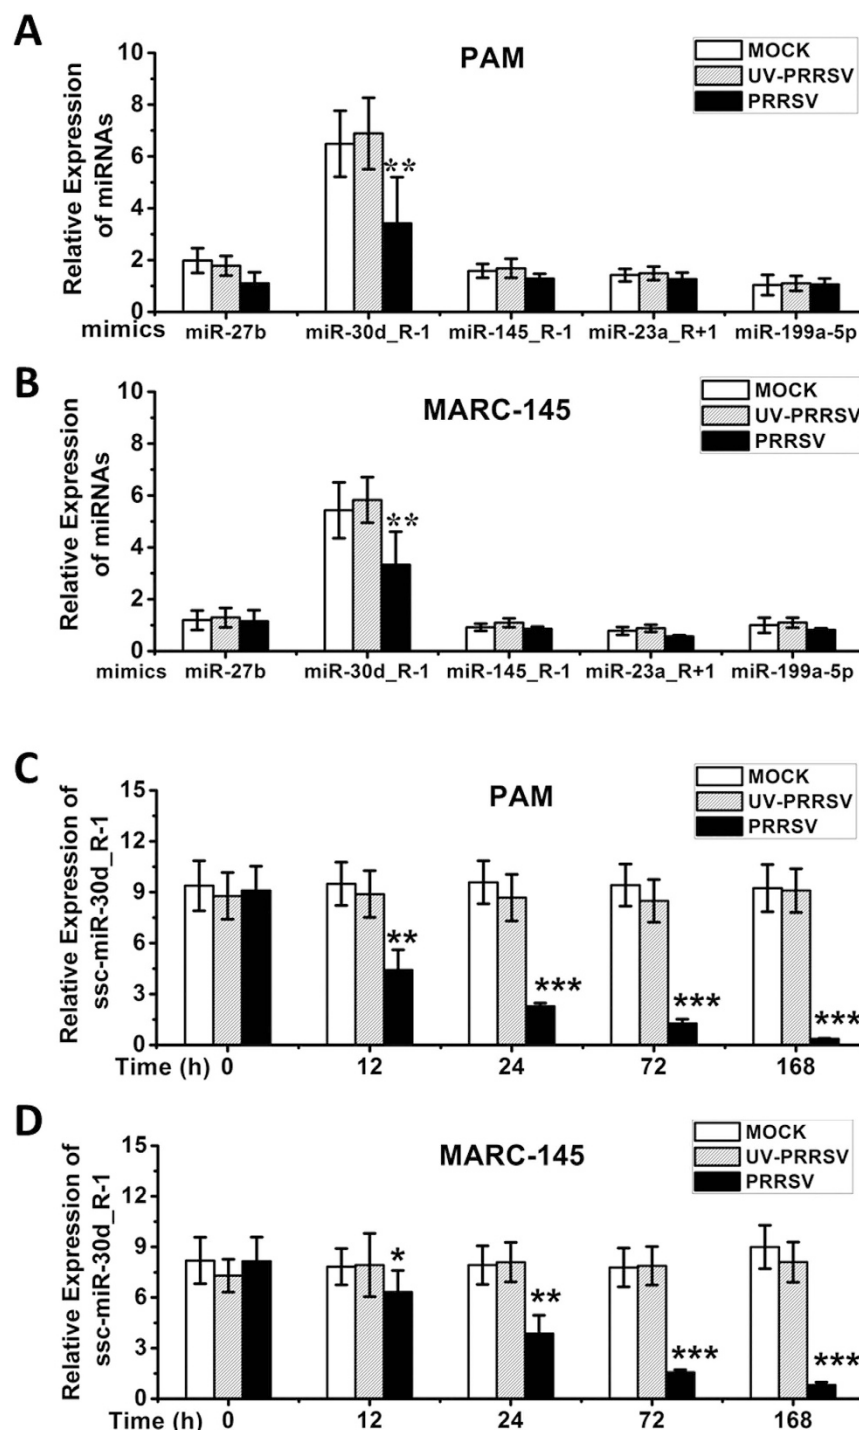 A
PAM
MOCK
UV-PRRSV
PRRSV
Relative Expression
of miRNAs
10
8
6
4
2
0
**
mimics miR-27b miR-30d_R-1 miR-145_R-1 miR-23a_R+1 miR-199a-5p
B
MARC-145
MOCK
UV-PRRSV
PRRSV
Relative Expression
of miRNAs
10
8
6
4
2
0
**
mimics miR-27b miR-30d_R-1 miR-145_R-1 miR-23a_R+1 miR-199a-5p
C
PAM
MOCK
UV-PRRSV
PRRSV
Relative Expression of
ssc-miR-30d_R-1
15
12
9
6
3
0
** *** *** ***
Time (h) 0 12 24 72 168
D
MARC-145
MOCK
UV-PRRSV
PRRSV
Relative Expression of
ssc-miR-30d_R-1
15
12
9
6
3
0
* ** *** ***
Time (h) 0 12 24 72 168